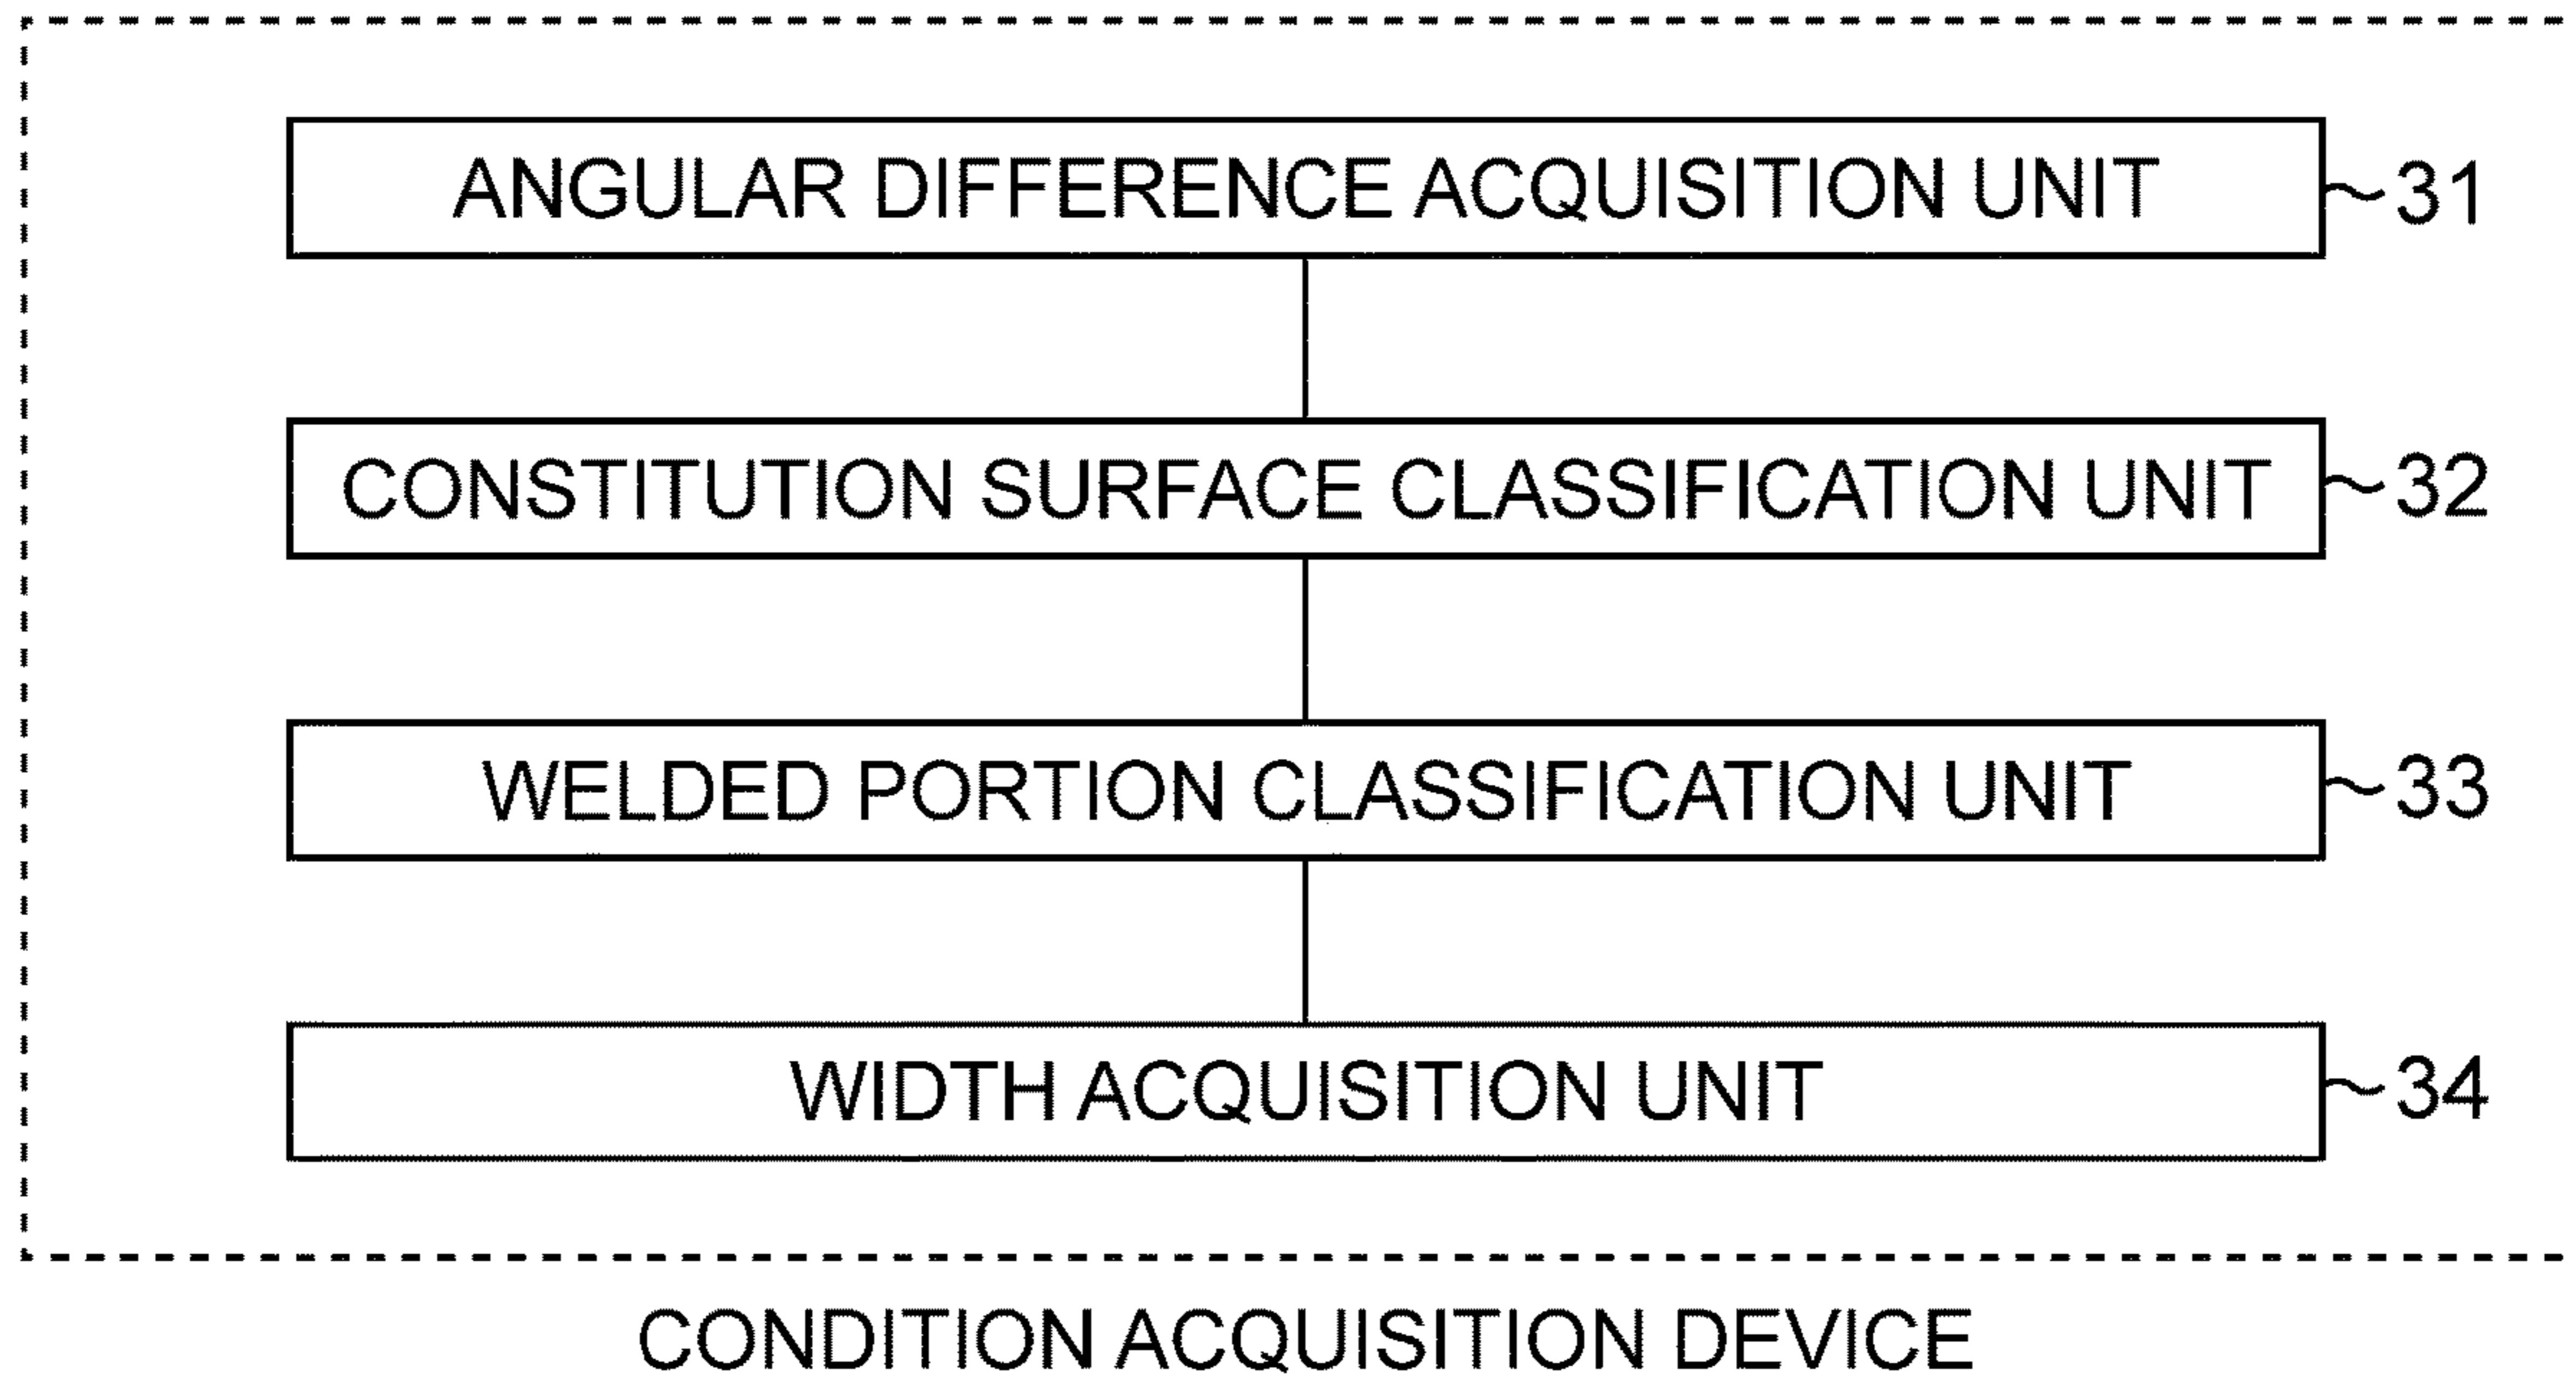 ANGULAR DIFFERENCE ACQUISITION UNIT 31
CONSTITUTION SURFACE CLASSIFICATION UNIT 32
WELDED PORTION CLASSIFICATION UNIT 33
WIDTH ACQUISITION UNIT 34
CONDITION ACQUISITION DEVICE